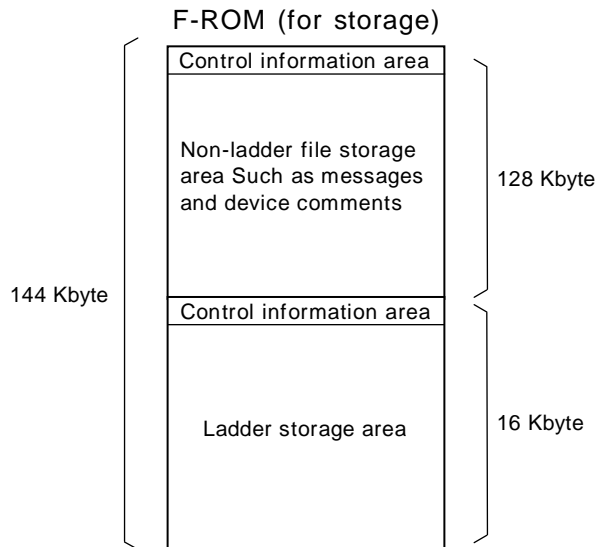 F-ROM (for storage)
Control information area
Non-ladder file storage
area Such as messages
and device comments
128 Kbyte
144 Kbyte
Control information area
Ladder storage area
16 Kbyte